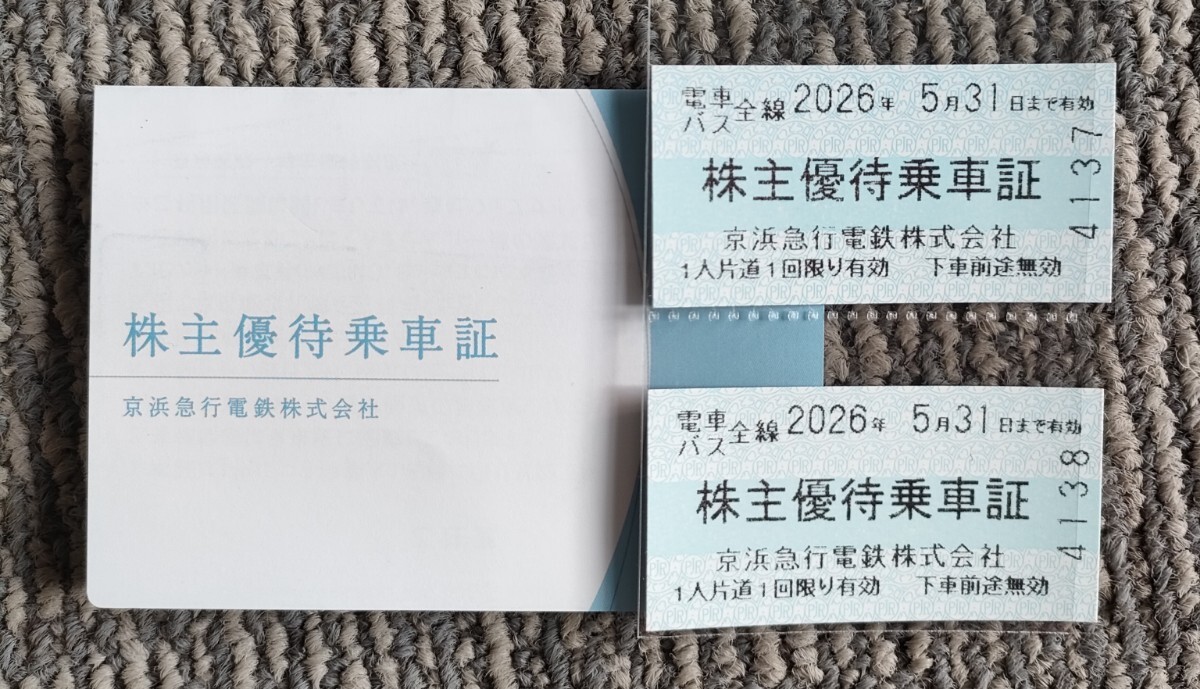 株主優待乗車証
京浜急行電鉄株式会社
電車バス全線2026年 5月31日まで有効
株主優待乗車証
京浜急行電鉄株式会社
1人片道1回限り有効 下車前途無効
4137
電車バス全線2026年 5月31日まで有効
株主優待乗車証
京浜急行電鉄株式会社
1人片道1回限り有効 下車前途無効
4138